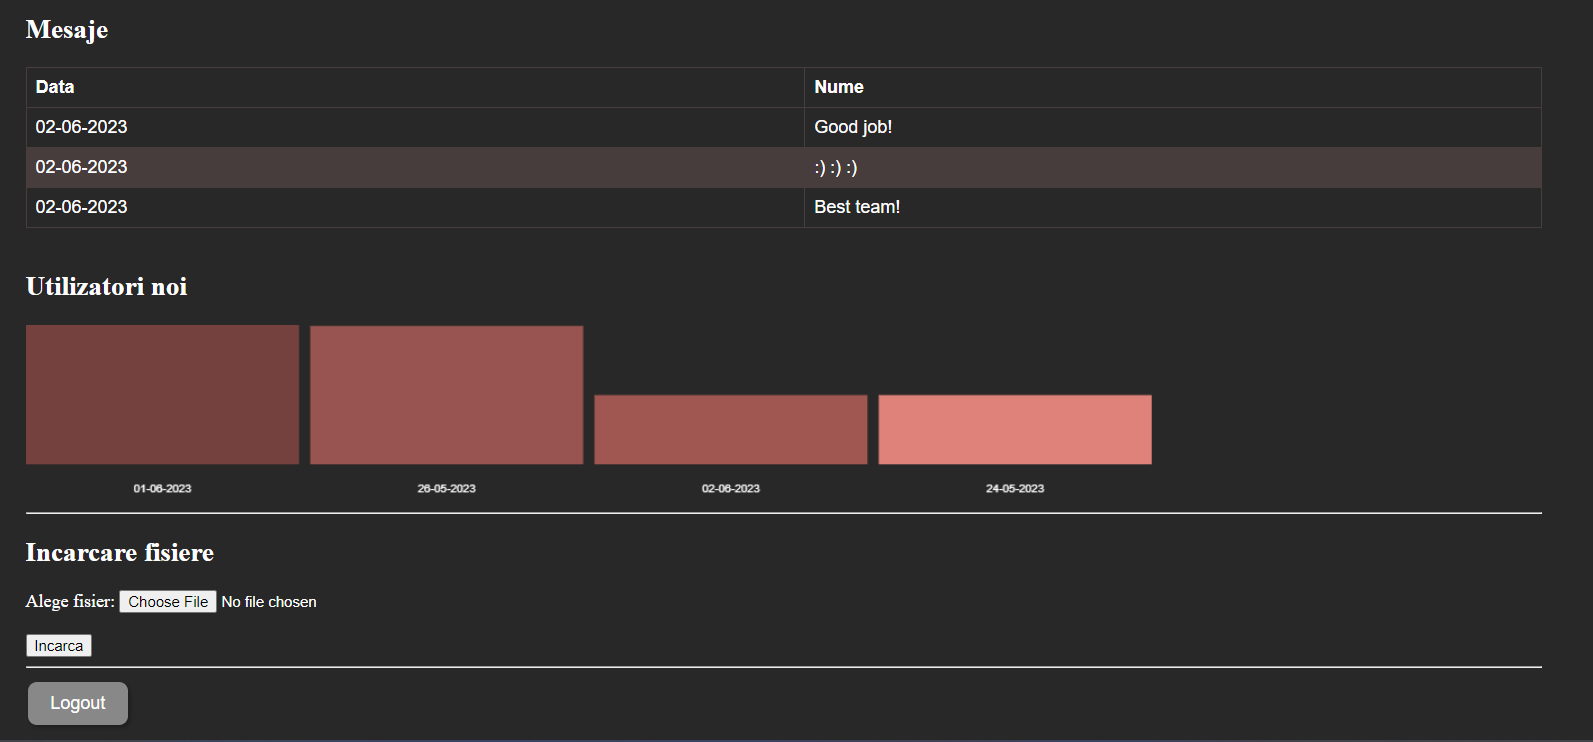 Mesaje
Data Nume
02-06-2023 Good job!
02-06-2023 :) :) :)
02-06-2023 Best team!
Utilizatori noi
01-06-2023 26-05-2023 02-06-2023 24-05-2023
Incarcare fisiere
Alege fisier: Choose File No file chosen
Incarca
Logout